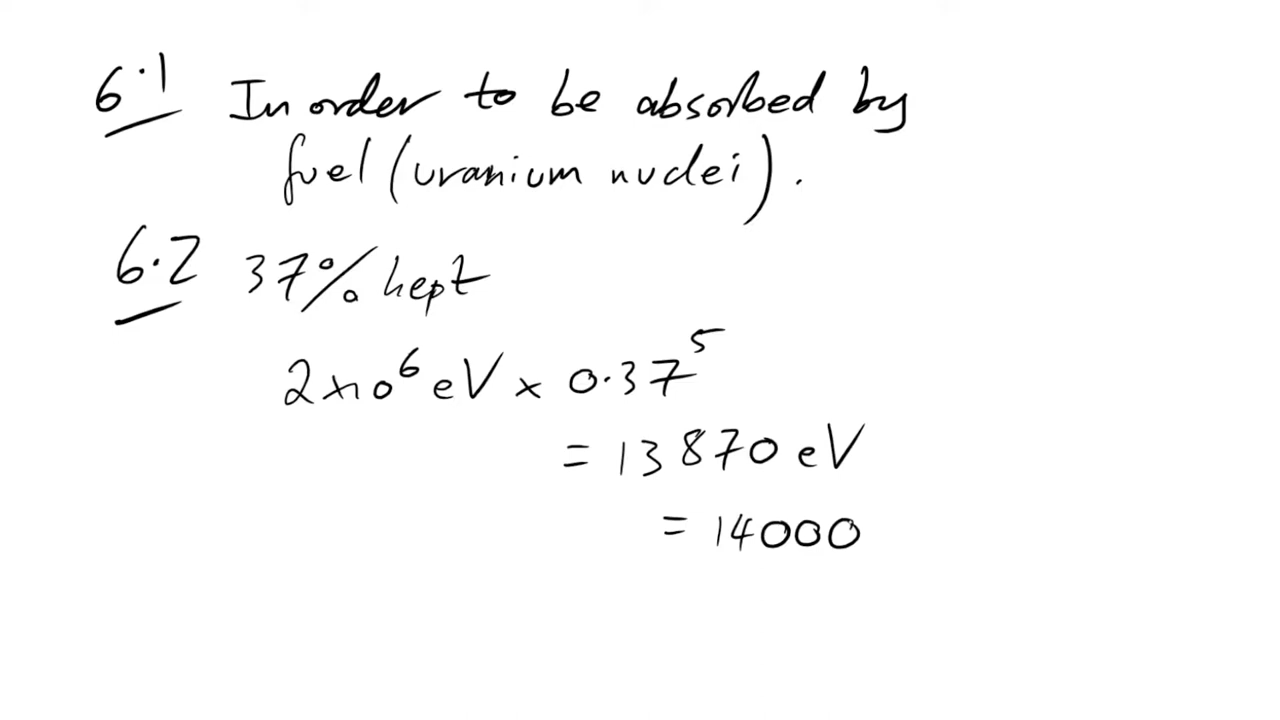 6.1 In order to be absorbed by
fuel (uranium nuclei).
6.2 37% kept
2×10⁶ eV × 0.37⁵
= 13870 eV
= 14000